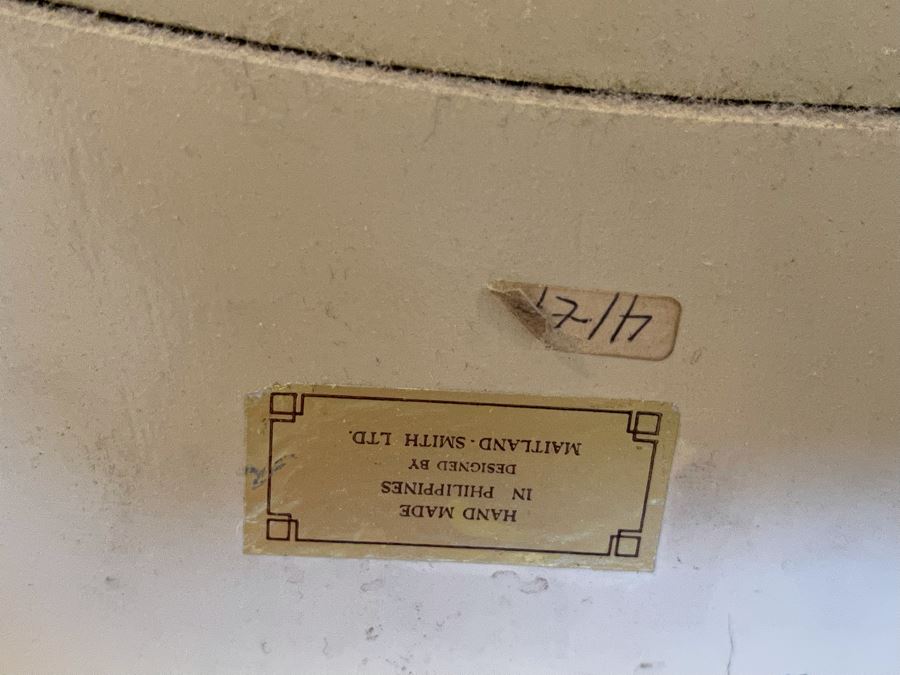 HAND MADE
IN PHILIPPINES
DESIGNED BY
MAITLAND-SMITH LTD.